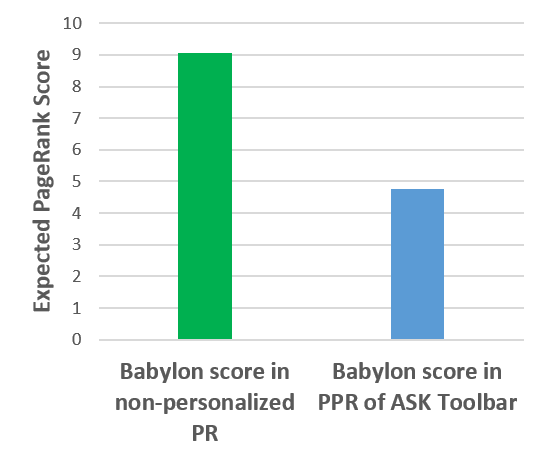 10
9
8
7
6
5
4
3
2
1
0
Expected PageRank Score
Babylon score in
non-personalized
PR
Babylon score in
PPR of ASK Toolbar